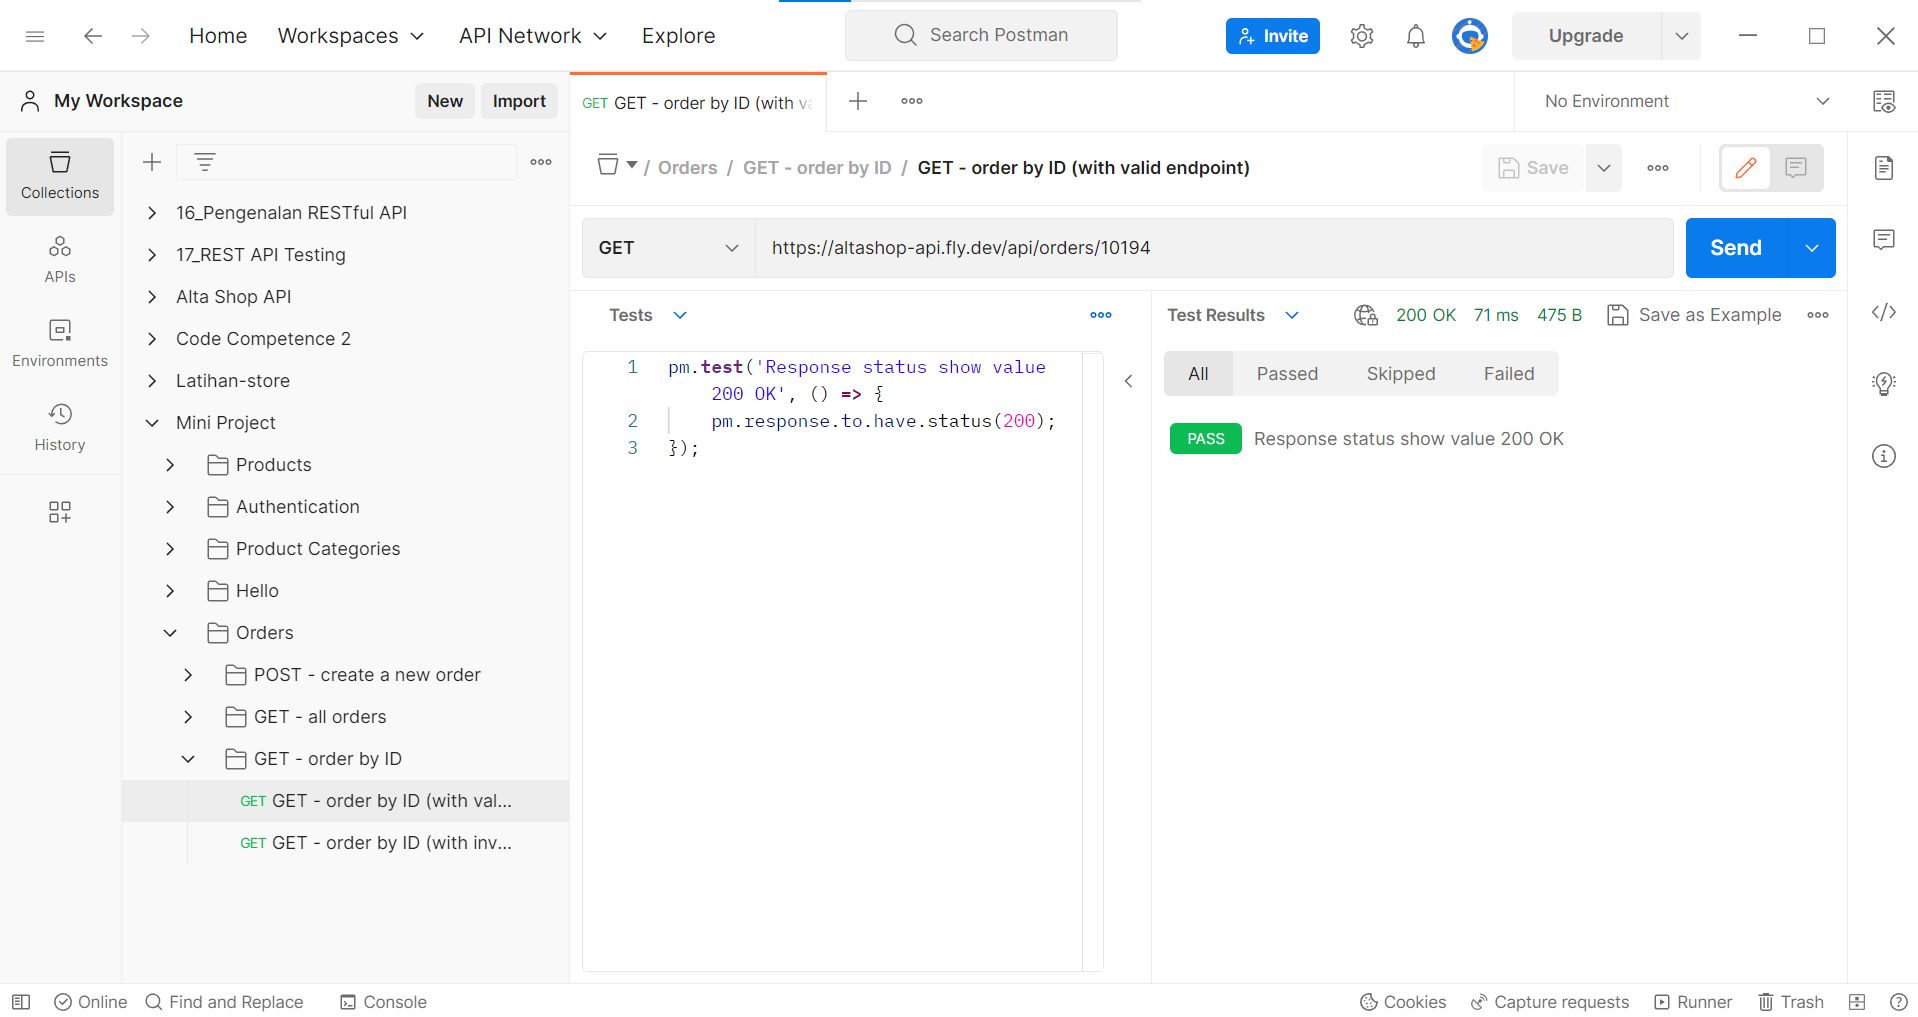 Home Workspaces API Network Explore Search Postman Invite Upgrade
My Workspace New Import
GET GET - order by ID (with va
No Environment
Collections
APIs
Environments
History
16_Pengenalan RESTful API
17_REST API Testing
Alta Shop API
Code Competence 2
Latihan-store
Mini Project
Products
Authentication
Product Categories
Hello
Orders
POST - create a new order
GET - all orders
GET - order by ID
GET GET - order by ID (with val...
GET GET - order by ID (with inv...
/ Orders / GET - order by ID / GET - order by ID (with valid endpoint)
Save
GET https://altashop-api.fly.dev/api/orders/10194 Send
Tests
1 pm.test('Response status show value
200 OK', () => {
2 pm.response.to.have.status(200);
3 });
Test Results 200 OK 71 ms 475 B Save as Example
All Passed Skipped Failed
PASS Response status show value 200 OK
Online Find and Replace Console Cookies Capture requests Runner Trash